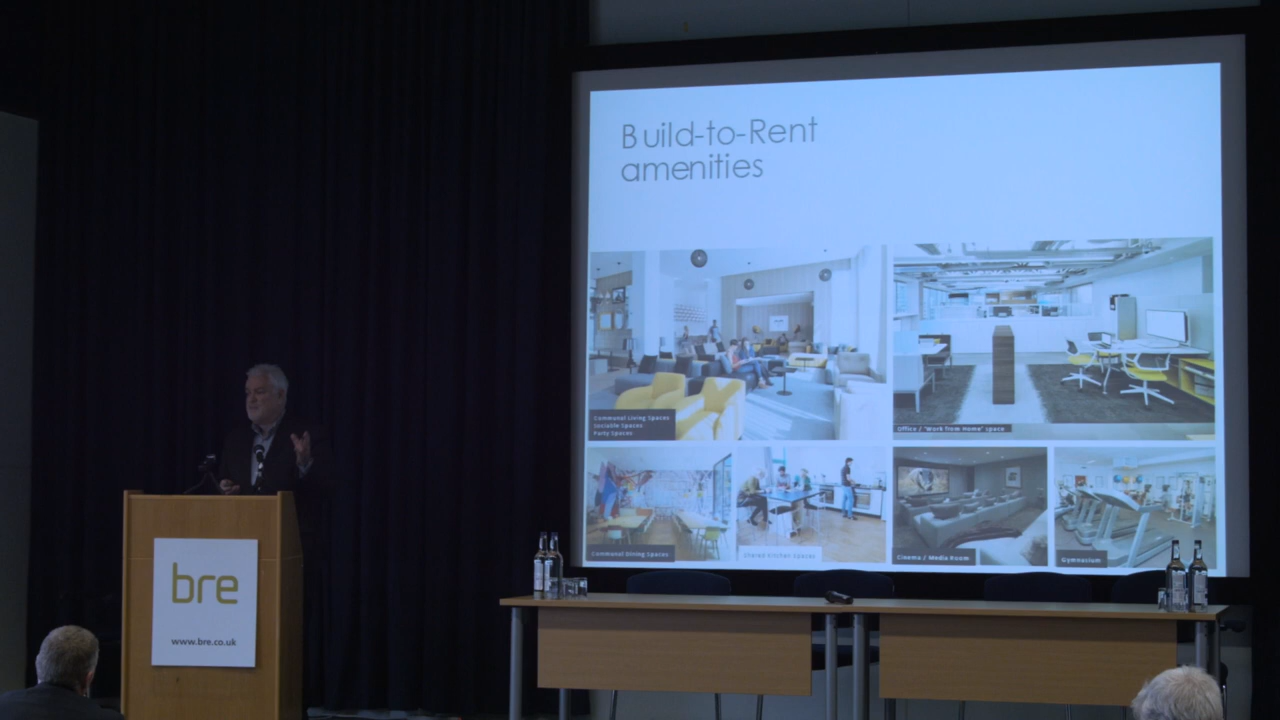 Build-to-Rent
amenities
Communal Living Spaces
Sociable Spaces
Party Spaces
Office / "Work from Home" space
Communal Dining Spaces
Shared Kitchen Spaces
Cinema / Media Room
Gymnasium
bre
www.bre.co.uk